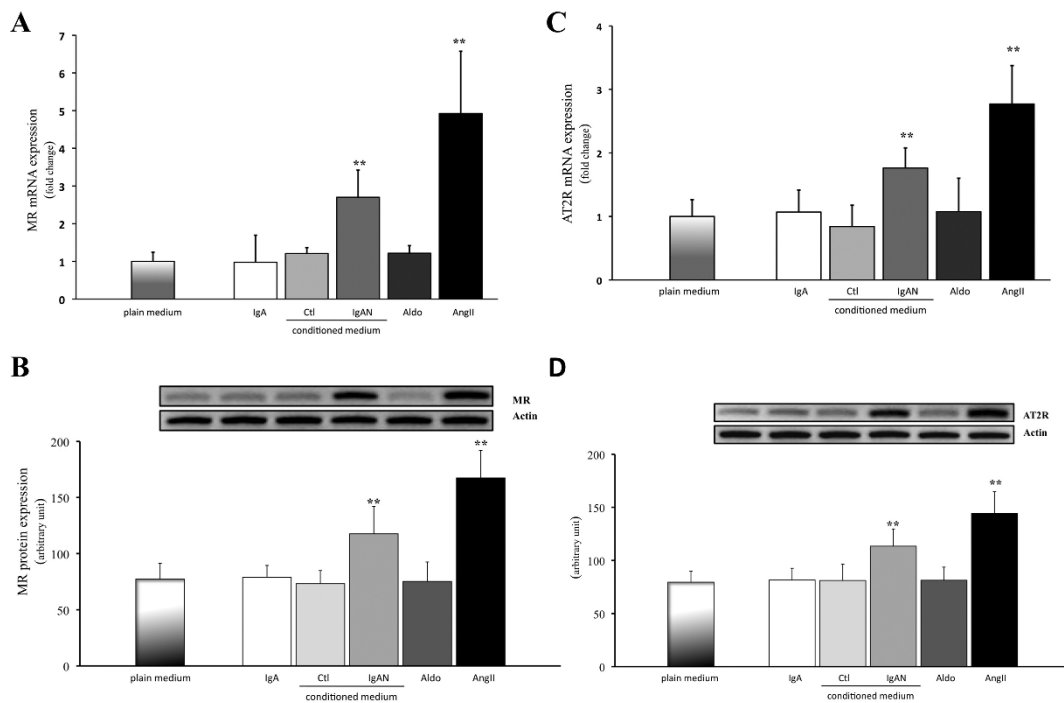 A
MR mRNA expression
(fold change)
7
6
5
4
3
2
1
0
**
**
plain medium IgA Ctl IgAN Aldo AngII
conditioned medium
C
AT2R mRNA expression
(fold change)
4
3
2
1
0
**
**
plain medium IgA Ctl IgAN Aldo AngII
conditioned medium
B
MR
Actin
MR protein expression
(arbitrary unit)
200
150
100
50
0
**
**
plain medium IgA Ctl IgAN Aldo AngII
conditioned medium
D
AT2R
Actin
(arbitrary unit)
200
150
100
50
0
**
**
plain medium IgA Ctl IgAN Aldo AngII
conditioned medium